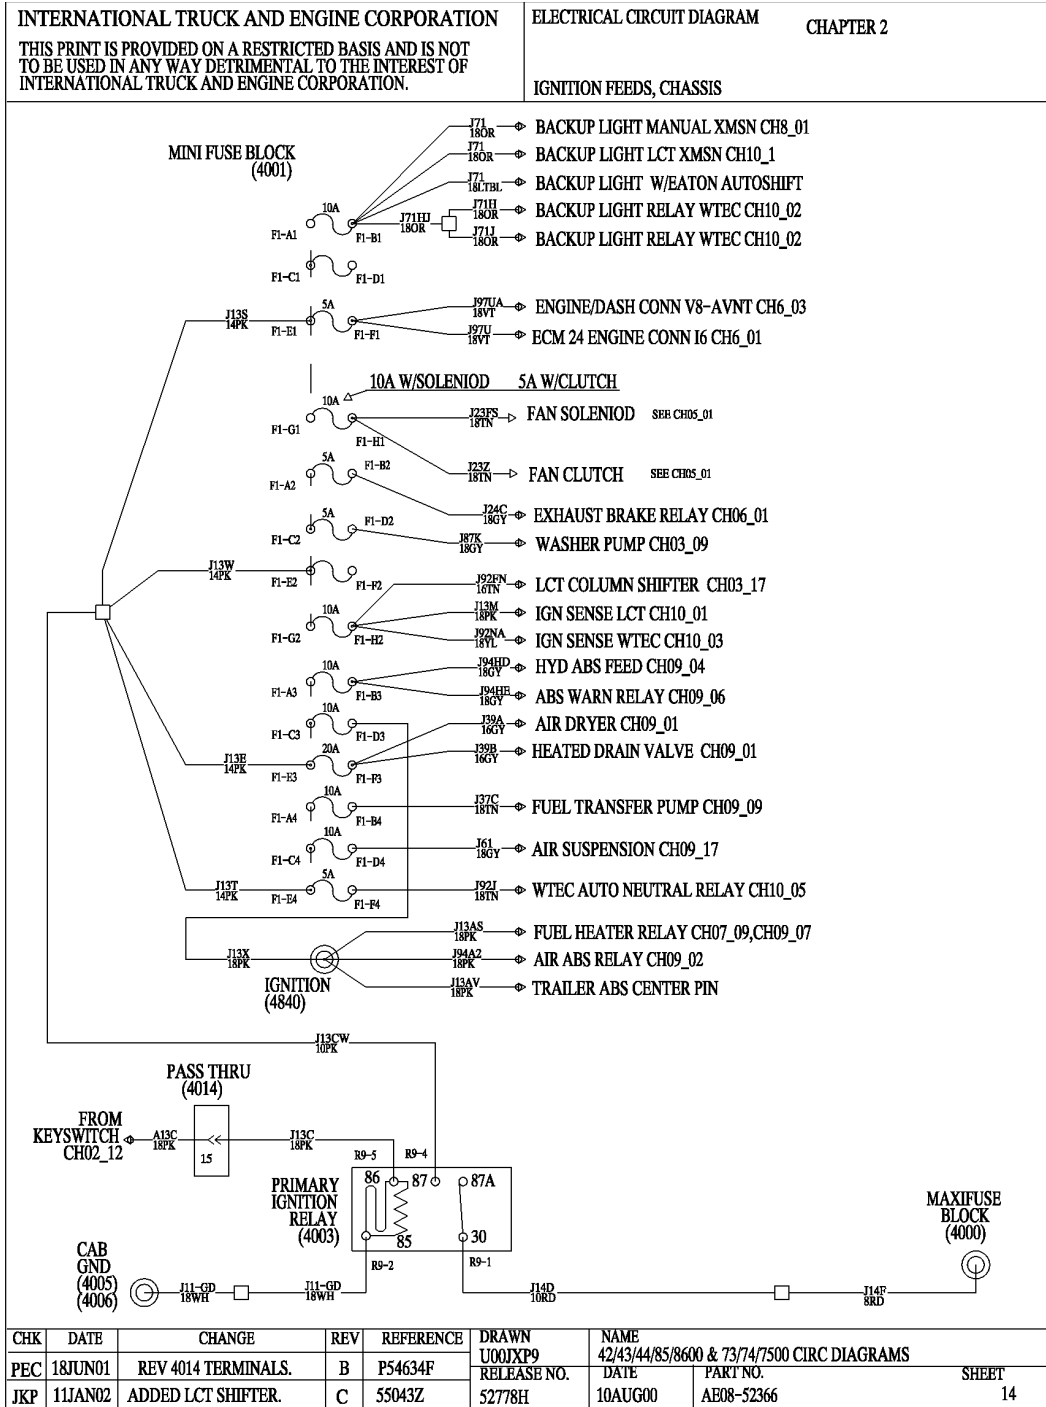 INTERNATIONAL TRUCK AND ENGINE CORPORATION
THIS PRINT IS PROVIDED ON A RESTRICTED BASIS AND IS NOT
TO BE USED IN ANY WAY DETRIMENTAL TO THE INTEREST OF
INTERNATIONAL TRUCK AND ENGINE CORPORATION.
ELECTRICAL CIRCUIT DIAGRAM
CHAPTER 2
IGNITION FEEDS, CHASSIS
MINI FUSE BLOCK
(4001)
J71
18OR
BACKUP LIGHT MANUAL XMSN CH8_01
J71
18OR
BACKUP LIGHT LCT XMSN CH10_1
J71
18LTBL
BACKUP LIGHT W/EATON AUTOSHIFT
10A
F1-A1
F1-B1
J71HJ
18OR
J71H
18OR
BACKUP LIGHT RELAY WTEC CH10_02
J71J
18OR
BACKUP LIGHT RELAY WTEC CH10_02
F1-C1
F1-D1
J13S
14PK
5A
F1-E1
F1-F1
J97UA
18VT
ENGINE/DASH CONN V8-AVNT CH6_03
J97U
18VT
ECM 24 ENGINE CONN I6 CH6_01
10A W/SOLENIOD 5A W/CLUTCH
10A
F1-G1
F1-H1
J23FS
18TN
FAN SOLENIOD SEE CH05_01
J23Z
18TN
FAN CLUTCH SEE CH05_01
5A
F1-A2
F1-B2
J24C
18GY
EXHAUST BRAKE RELAY CH06_01
5A
F1-C2
F1-D2
J87K
18GY
WASHER PUMP CH03_09
J13W
14PK
F1-E2
F1-F2
J92FN
16TN
LCT COLUMN SHIFTER CH03_17
10A
F1-G2
F1-H2
J13M
18PK
IGN SENSE LCT CH10_01
J92NA
18YL
IGN SENSE WTEC CH10_03
10A
F1-A3
F1-B3
J94HD
18GY
HYD ABS FEED CH09_04
J94HE
18GY
ABS WARN RELAY CH09_06
10A
F1-C3
F1-D3
J39A
16GY
AIR DRYER CH09_01
J13E
14PK
20A
F1-E3
F1-F3
J39B
16GY
HEATED DRAIN VALVE CH09_01
10A
F1-A4
F1-B4
J37C
18TN
FUEL TRANSFER PUMP CH09_09
10A
F1-C4
F1-D4
J61
18GY
AIR SUSPENSION CH09_17
J13T
14PK
5A
F1-E4
F1-F4
J92J
18TN
WTEC AUTO NEUTRAL RELAY CH10_05
J13AS
18PK
FUEL HEATER RELAY CH07_09,CH09_07
J13X
18PK
J94A2
18PK
AIR ABS RELAY CH09_02
IGNITION
(4840)
J13AV
18PK
TRAILER ABS CENTER PIN
J13CW
10PK
PASS THRU
(4014)
FROM
KEYSWITCH
CH02_12
A13C
18PK
15
J13C
18PK
R9-5
R9-4
PRIMARY
IGNITION
RELAY
(4003)
86
87
87A
85
30
R9-2
R9-1
MAXIFUSE
BLOCK
(4000)
CAB
GND
(4005)
(4006)
J11-GD
18WH
J11-GD
18WH
J14D
10RD
J14F
8RD
CHK DATE CHANGE REV REFERENCE
PEC 18JUN01 REV 4014 TERMINALS. B P54634F
JKP 11JAN02 ADDED LCT SHIFTER. C 55043Z
DRAWN
U00JXP9
NAME
42/43/44/85/8600 & 73/74/7500 CIRC DIAGRAMS
RELEASE NO. DATE PART NO. SHEET
52778H 10AUG00 AE08-52366 14